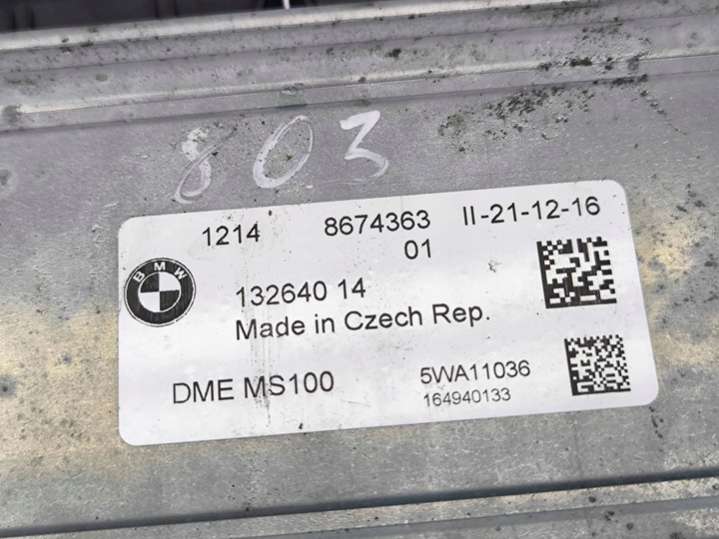 803
1214 8674363 II-21-12-16
01
BMW
132640 14
Made in Czech Rep.
DME MS100 5WA11036
164940133